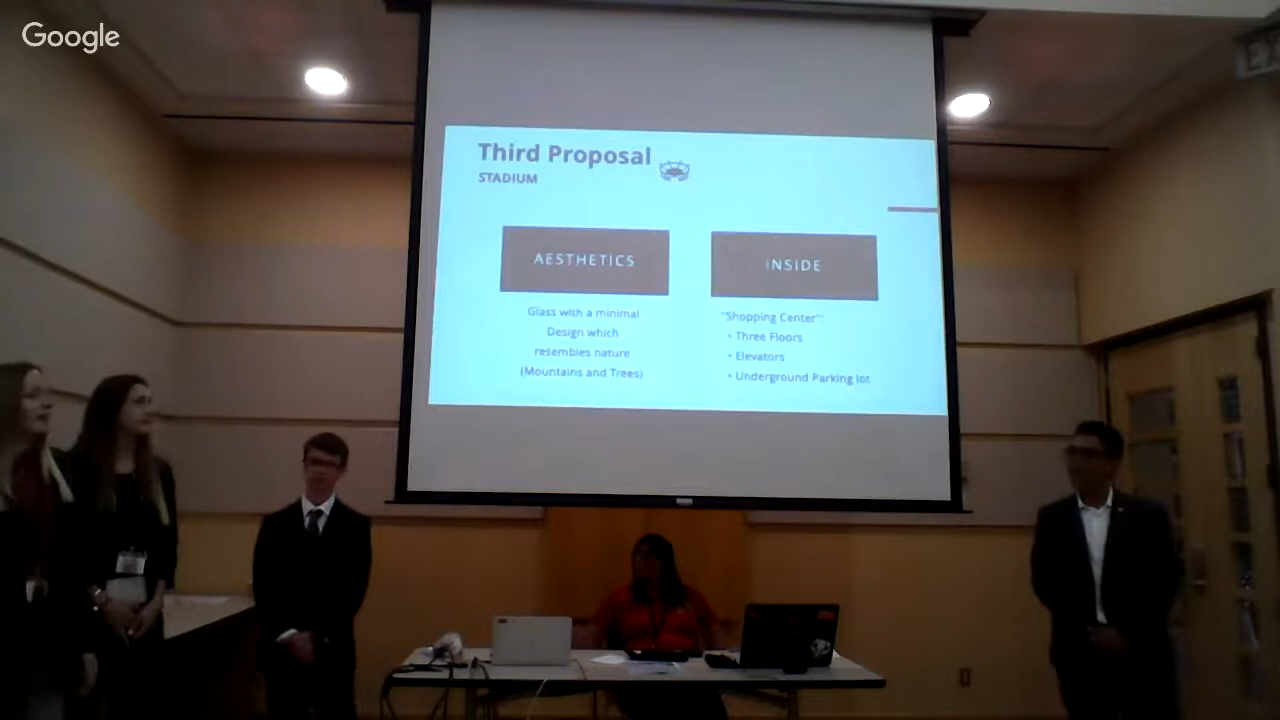 Google
Third Proposal
STADIUM
AESTHETICS
INSIDE
Glass with a minimal
Design which
resembles nature
(Mountains and Trees)
"Shopping Center"
• Three Floors
• Elevators
• Underground Parking lot